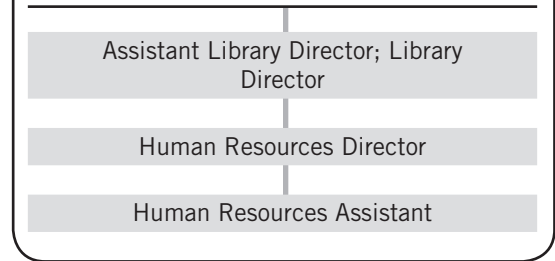 Assistant Library Director; Library
Director
Human Resources Director
Human Resources Assistant